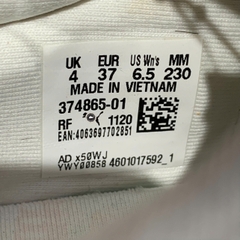 UK EUR US Wn's MM
4 37 6.5 230
MADE IN VIETNAM
374865-01
RF 1120
EAN:4063697702851
AD x50WJ
YWY00858 4601017592_1